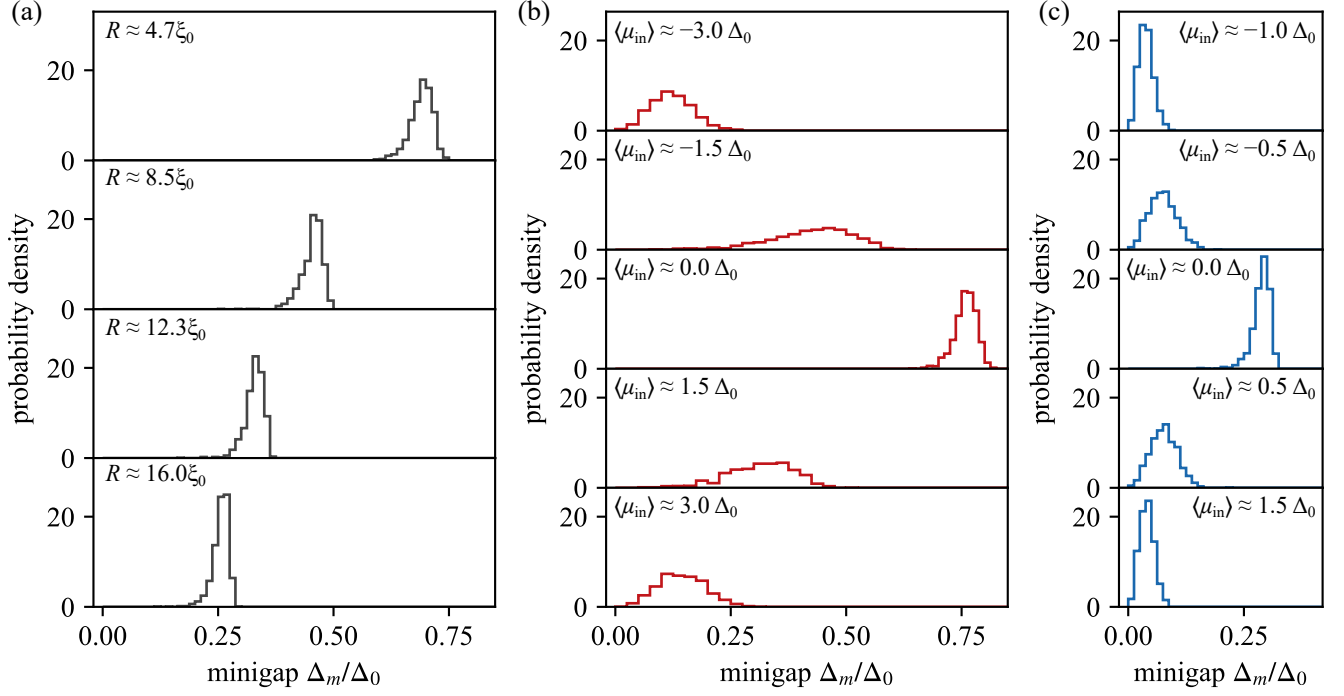 (a)
R ≈ 4.7ξ₀
20
0
R ≈ 8.5ξ₀
20
0
R ≈ 12.3ξ₀
20
0
R ≈ 16.0ξ₀
20
0
0.00 0.25 0.50 0.75
probability density
minigap Δₘ/Δ₀
(b)
⟨μᵢₙ⟩ ≈ −3.0 Δ₀
20
0
⟨μᵢₙ⟩ ≈ −1.5 Δ₀
20
0
⟨μᵢₙ⟩ ≈ 0.0 Δ₀
20
0
⟨μᵢₙ⟩ ≈ 1.5 Δ₀
20
0
⟨μᵢₙ⟩ ≈ 3.0 Δ₀
20
0
0.00 0.25 0.50 0.75
probability density
minigap Δₘ/Δ₀
(c)
⟨μᵢₙ⟩ ≈ −1.0 Δ₀
20
0
⟨μᵢₙ⟩ ≈ −0.5 Δ₀
20
0
⟨μᵢₙ⟩ ≈ 0.0 Δ₀
20
0
⟨μᵢₙ⟩ ≈ 0.5 Δ₀
20
0
⟨μᵢₙ⟩ ≈ 1.5 Δ₀
20
0
0.00 0.25
probability density
minigap Δₘ/Δ₀